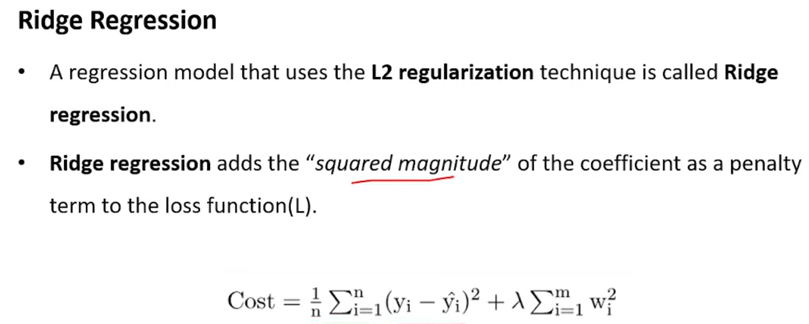 Ridge Regression
• A regression model that uses the L2 regularization technique is called Ridge
regression.
• Ridge regression adds the “squared magnitude” of the coefficient as a penalty
term to the loss function(L).
Cost = 1/n Σⁿᵢ₌₁(yᵢ − ŷᵢ)² + λ Σᵐᵢ₌₁ wᵢ²